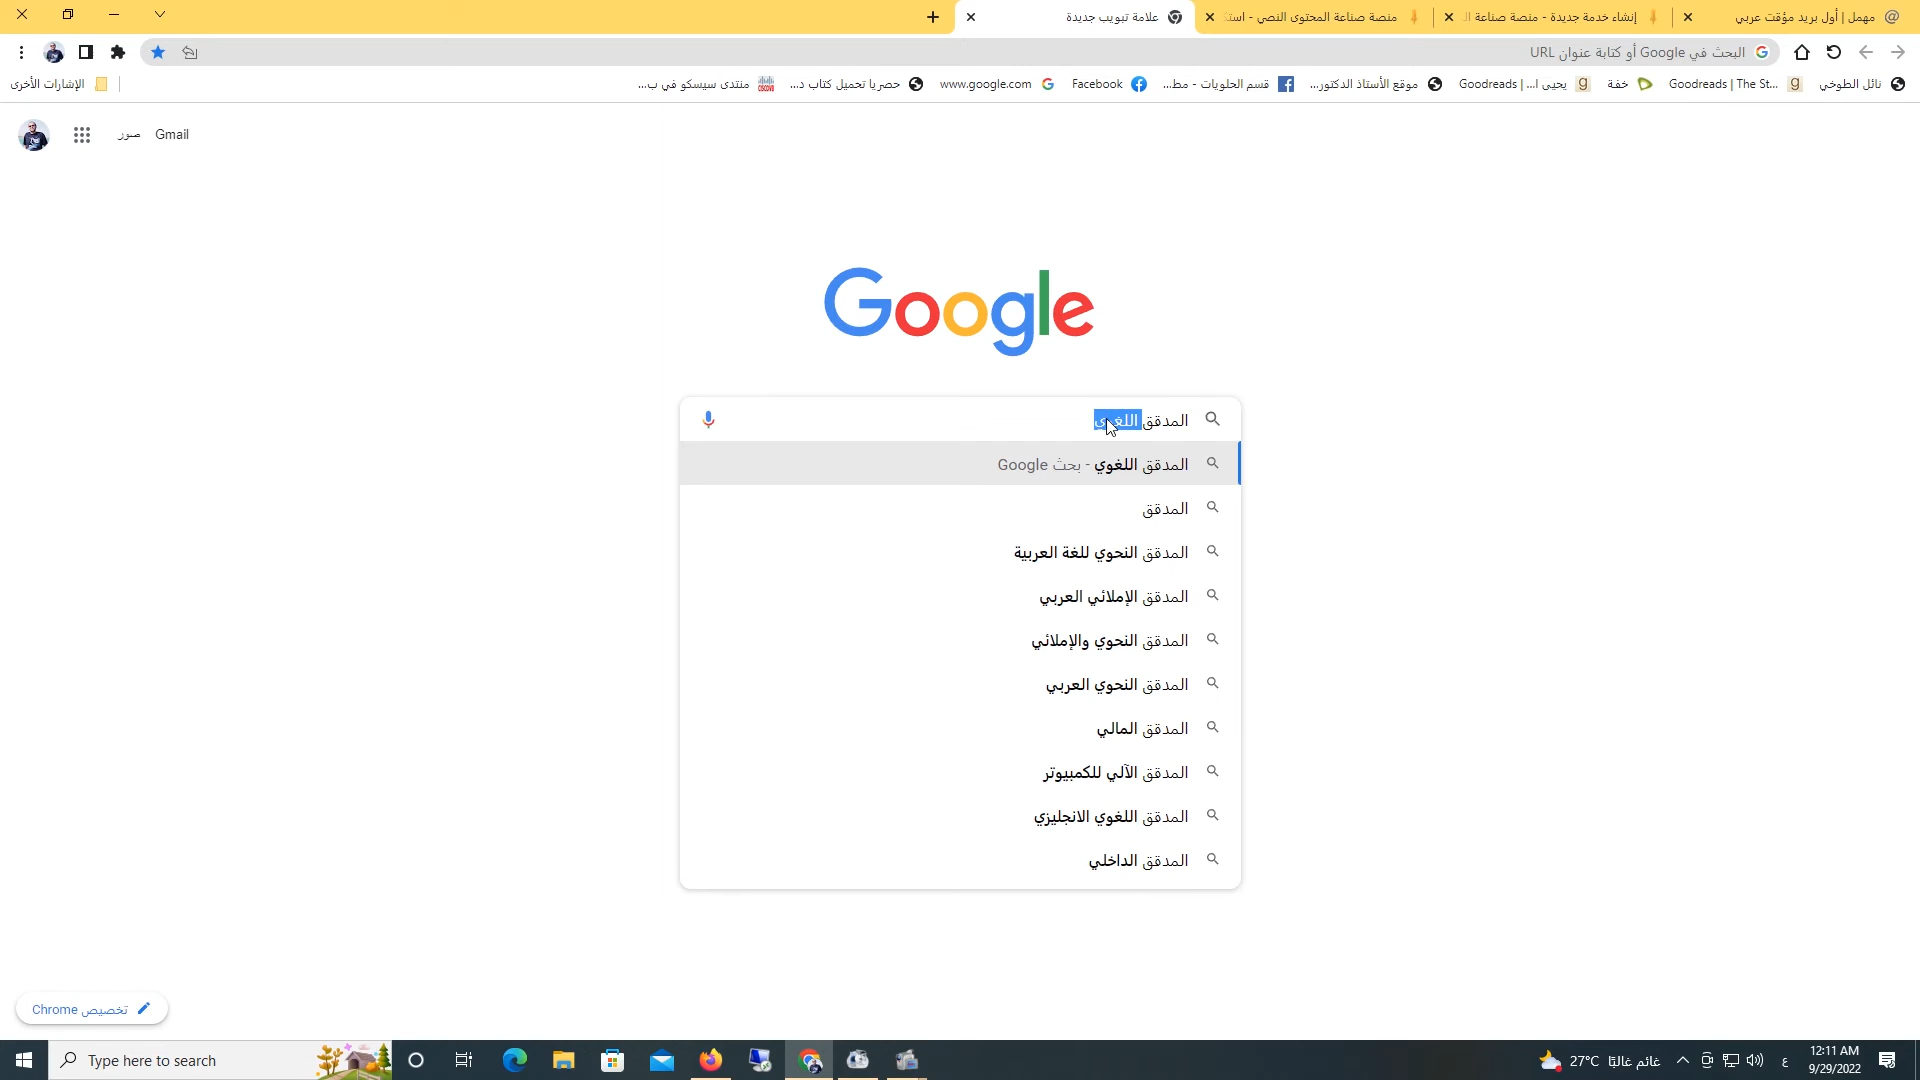 مهمل | أول بريد مؤقت عربي
إنشاء خدمة جديدة - منصة صناعة
منصة صناعة المحتوى النصي - است
علامة تبويب جديدة
البحث في Google أو كتابة عنوان URL
نائل الطوخي
Goodreads | The St...
خفة
يحيى ا... | Goodreads
موقع الأستاذ الدكتور...
قسم الحلويات - مط...
Facebook
www.google.com
حصريا تحميل كتاب د...
منتدى سيسكو في ب...
الإشارات الأخرى
صور
Gmail
Google
المدقق اللغوي
المدقق اللغوي - بحث Google
المدقق
المدقق النحوي للغة العربية
المدقق الإملائي العربي
المدقق النحوي والإملائي
المدقق النحوي العربي
المدقق المالي
المدقق الآلي للكمبيوتر
المدقق اللغوي الانجليزي
المدقق الداخلي
تخصيص Chrome
Type here to search
27°C غائم غالبًا
ع
12:11 AM
9/29/2022